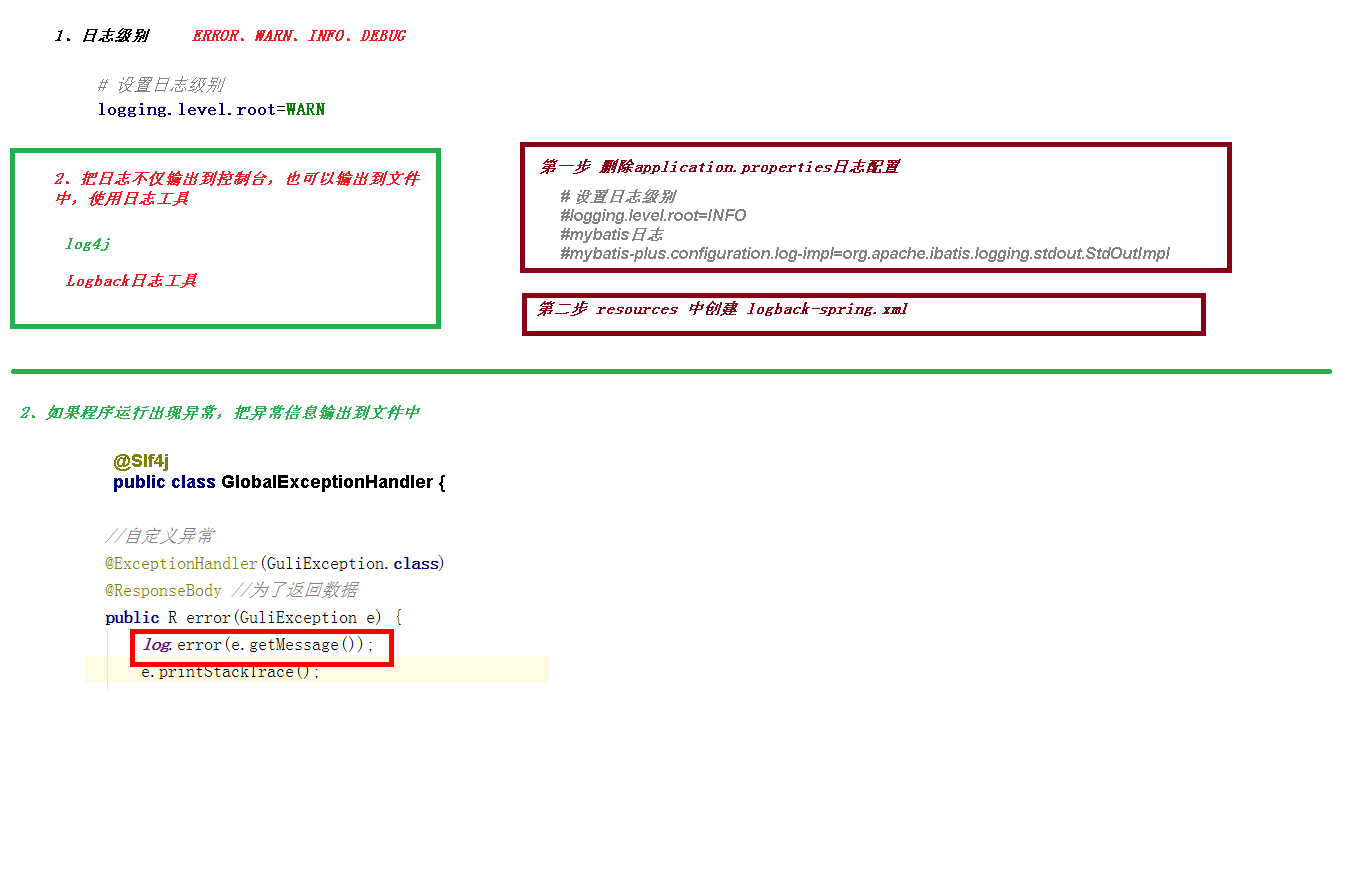 1、日志级别 ERROR、WARN、INFO、DEBUG
# 设置日志级别
logging.level.root=WARN
2、把日志不仅输出到控制台，也可以输出到文件
中，使用日志工具
log4j
Logback日志工具
第一步 删除application.properties日志配置
# 设置日志级别
#logging.level.root=INFO
#mybatis日志
#mybatis-plus.configuration.log-impl=org.apache.ibatis.logging.stdout.StdOutImpl
第二步 resources 中创建 logback-spring.xml
2、如果程序运行出现异常，把异常信息输出到文件中
@Slf4j
public class GlobalExceptionHandler {
//自定义异常
@ExceptionHandler(GuliException.class)
@ResponseBody //为了返回数据
public R error(GuliException e) {
log.error(e.getMessage());
e.printStackTrace();